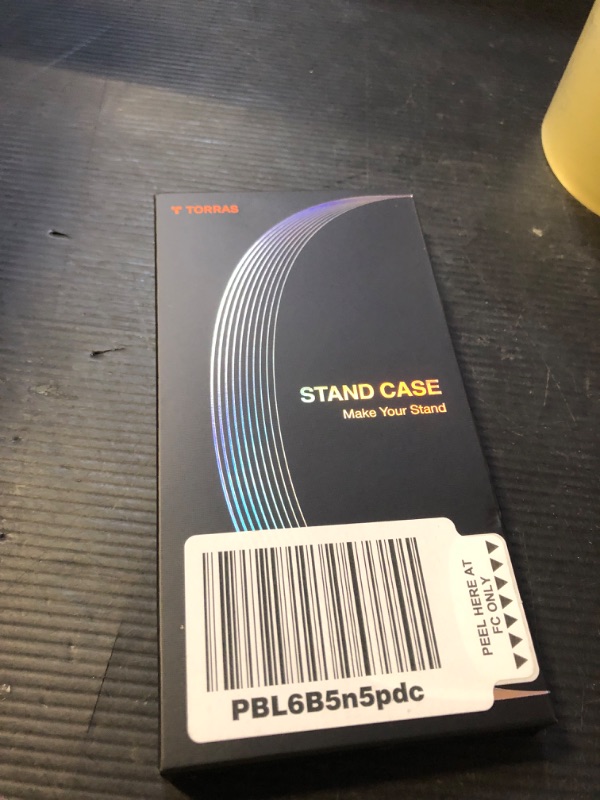 TORRAS
STAND CASE
Make Your Stand
PEEL HERE AT
FC ONLY
PBL6B5n5pdc